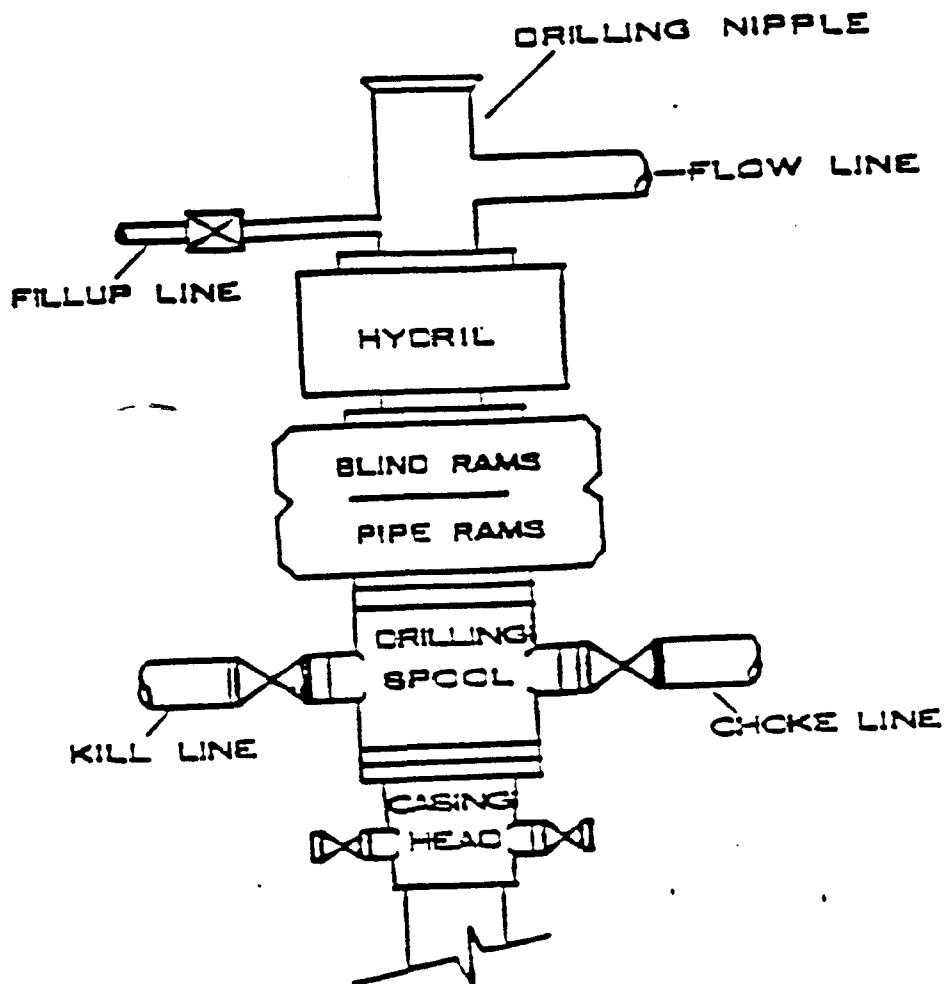 DRILLING NIPPLE
FLOW LINE
FILLUP LINE
HYDRIL
BLIND RAMS
PIPE RAMS
DRILLING
SPOOL
KILL LINE
CHOKE LINE
CASING
HEAD